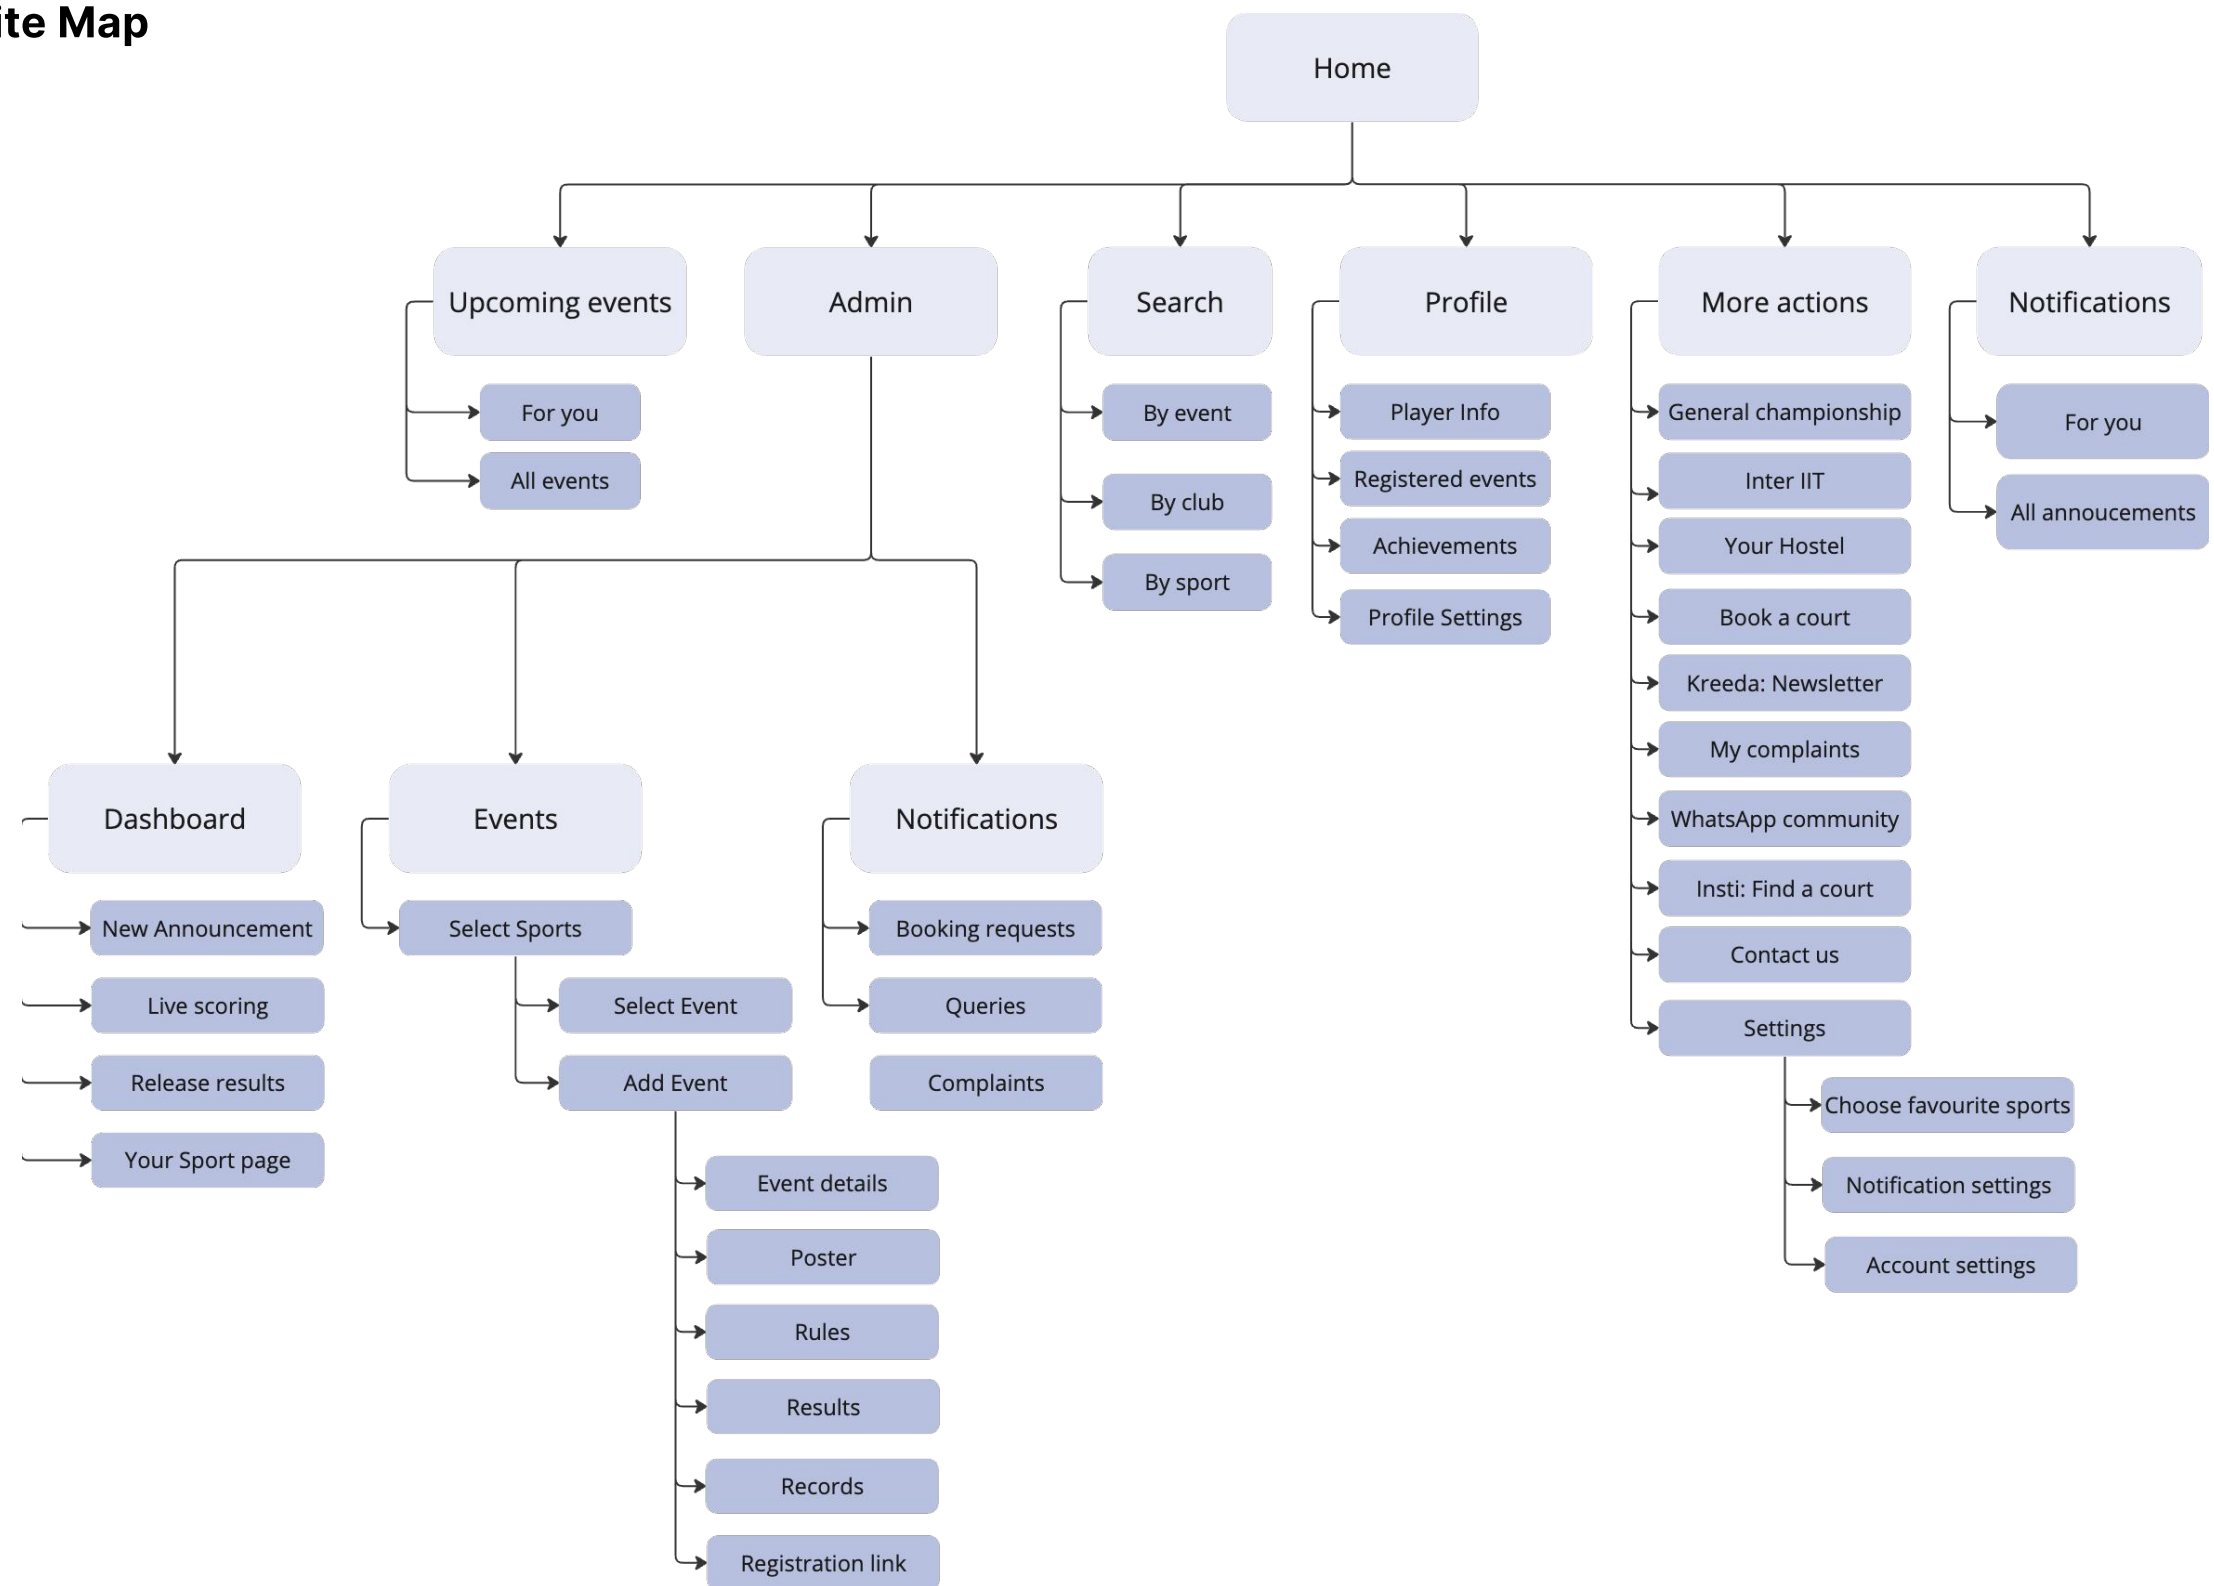 ite Map
Home
Upcoming events
Admin
Search
Profile
More actions
Notifications
For you
All events
By event
By club
By sport
Player Info
Registered events
Achievements
Profile Settings
General championship
Inter IIT
Your Hostel
Book a court
Kreeda: Newsletter
My complaints
WhatsApp community
Insti: Find a court
Contact us
Settings
Choose favourite sports
Notification settings
Account settings
For you
All annoucements
Dashboard
New Announcement
Live scoring
Release results
Your Sport page
Events
Select Sports
Select Event
Add Event
Event details
Poster
Rules
Results
Records
Registration link
Notifications
Booking requests
Queries
Complaints